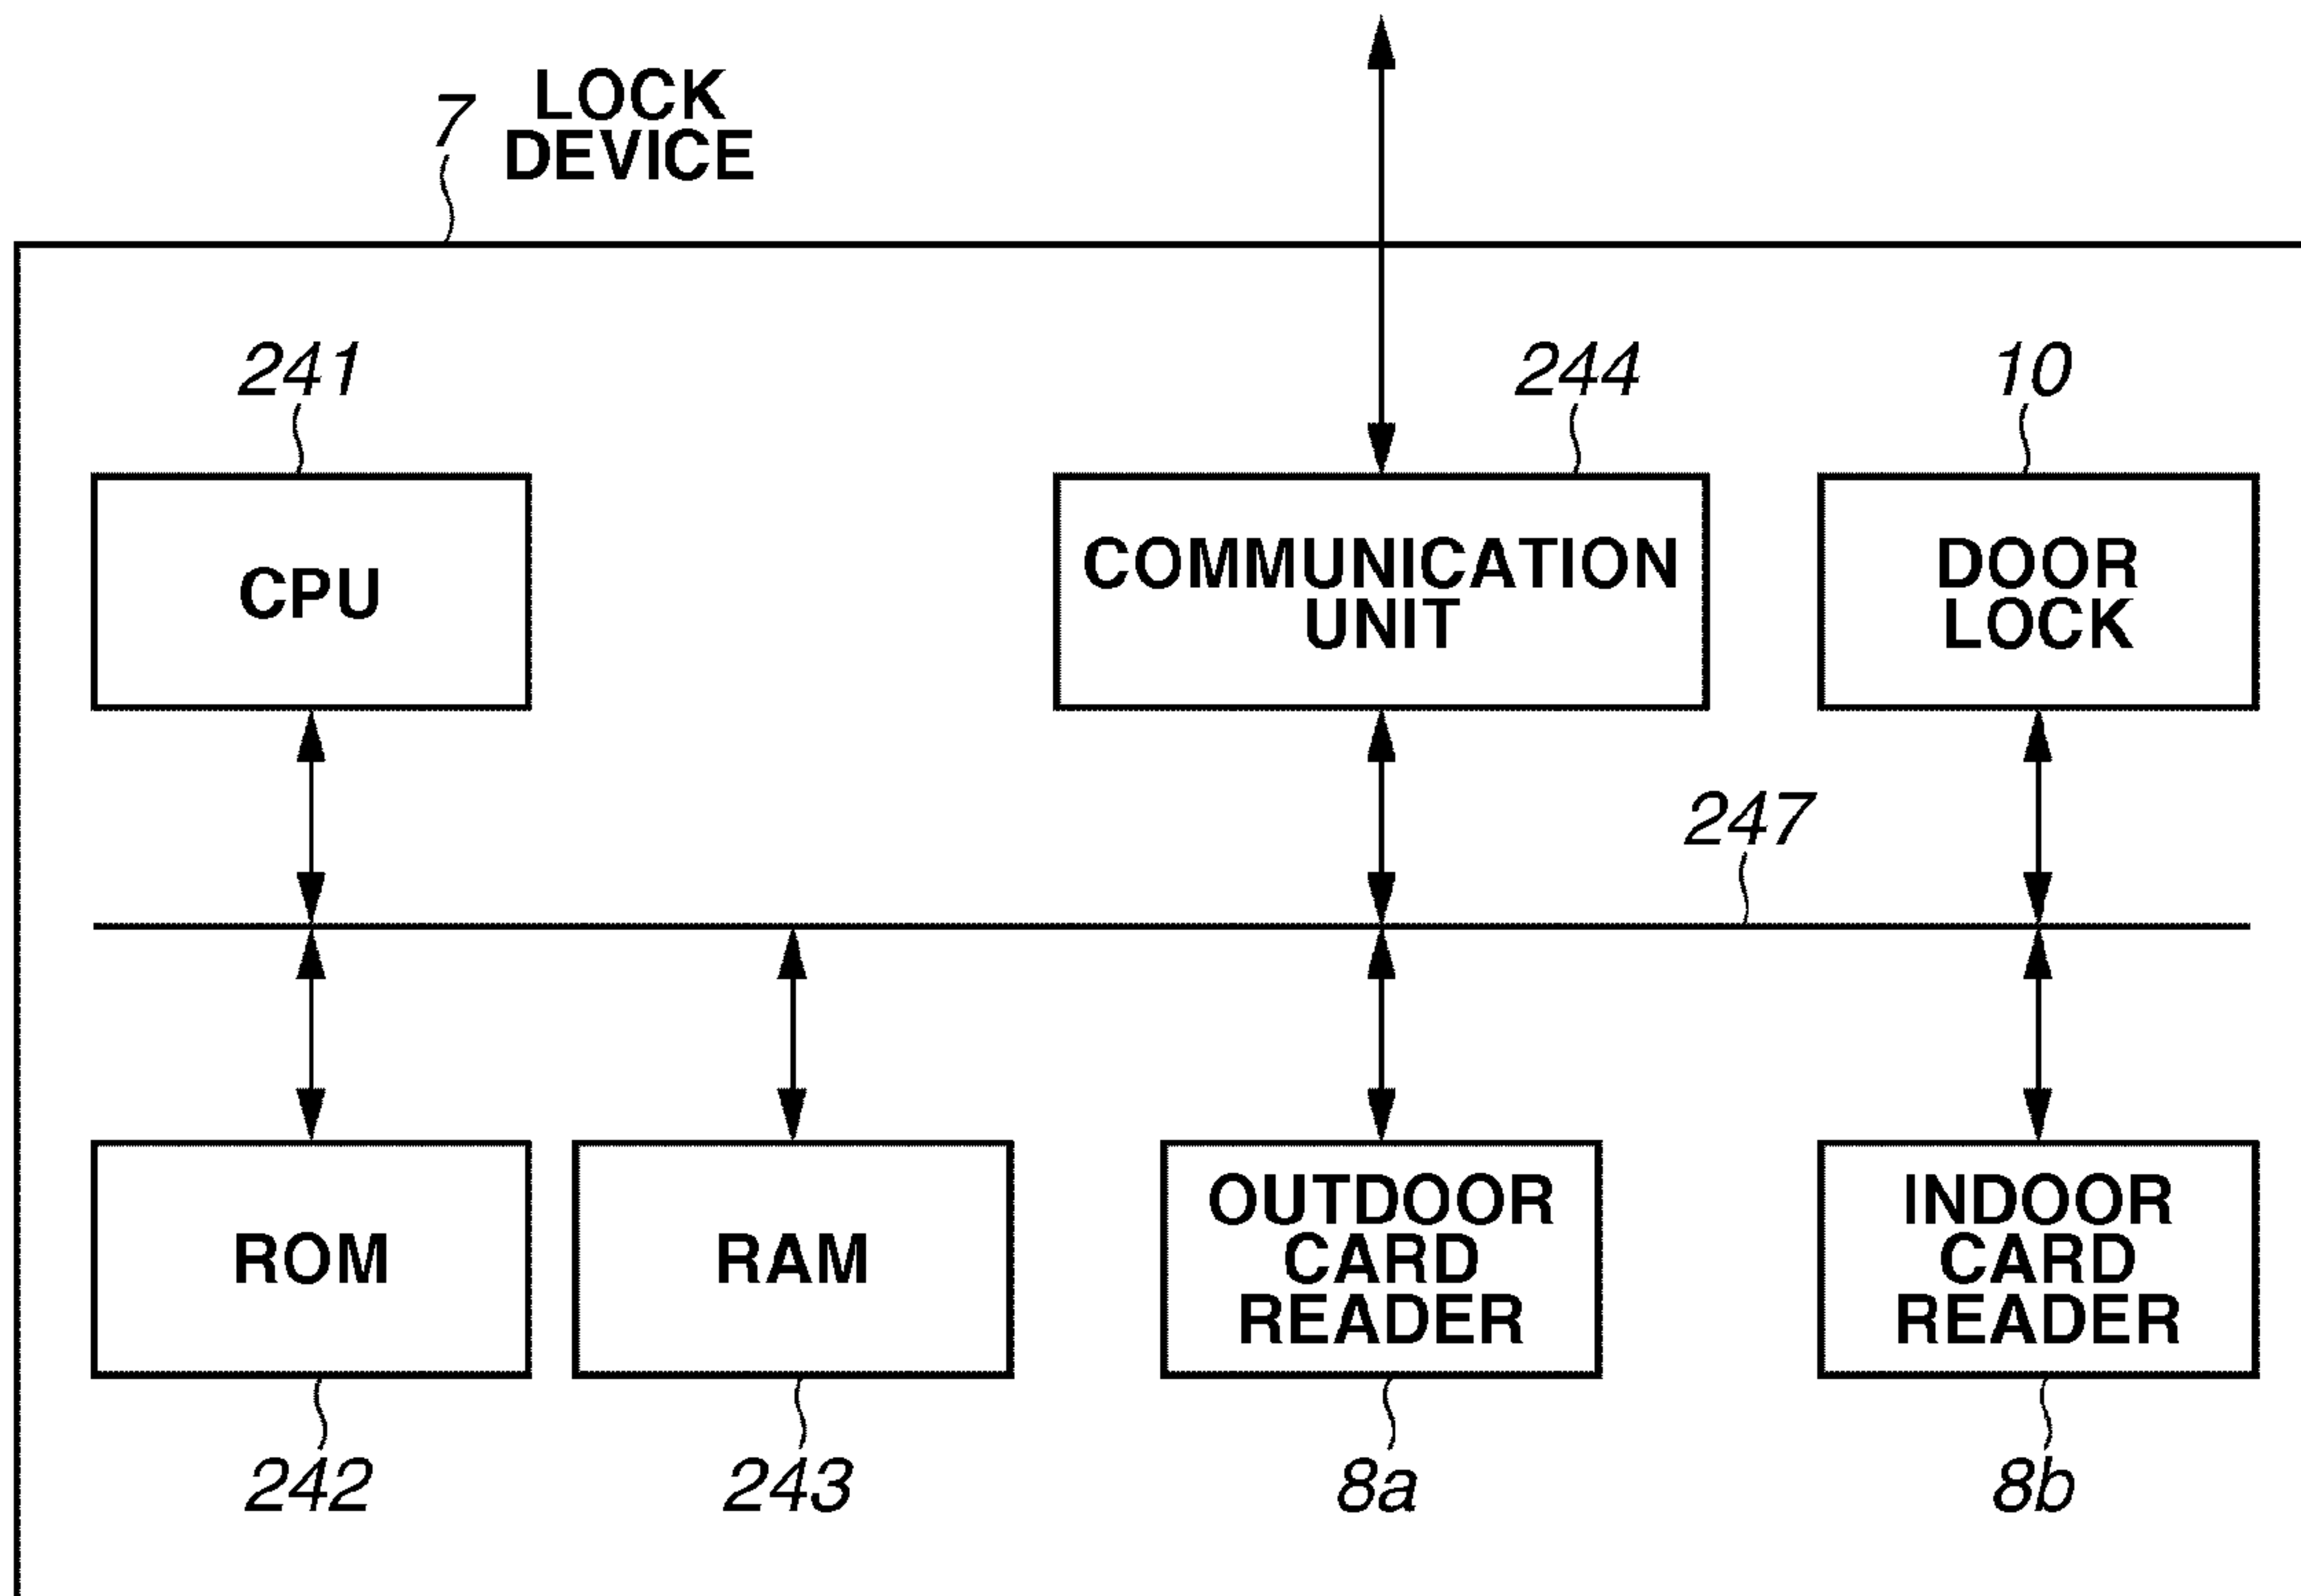 7
LOCK
DEVICE
241
244
10
CPU
COMMUNICATION
UNIT
DOOR
LOCK
247
ROM
RAM
OUTDOOR
CARD
READER
INDOOR
CARD
READER
242
243
8a
8b